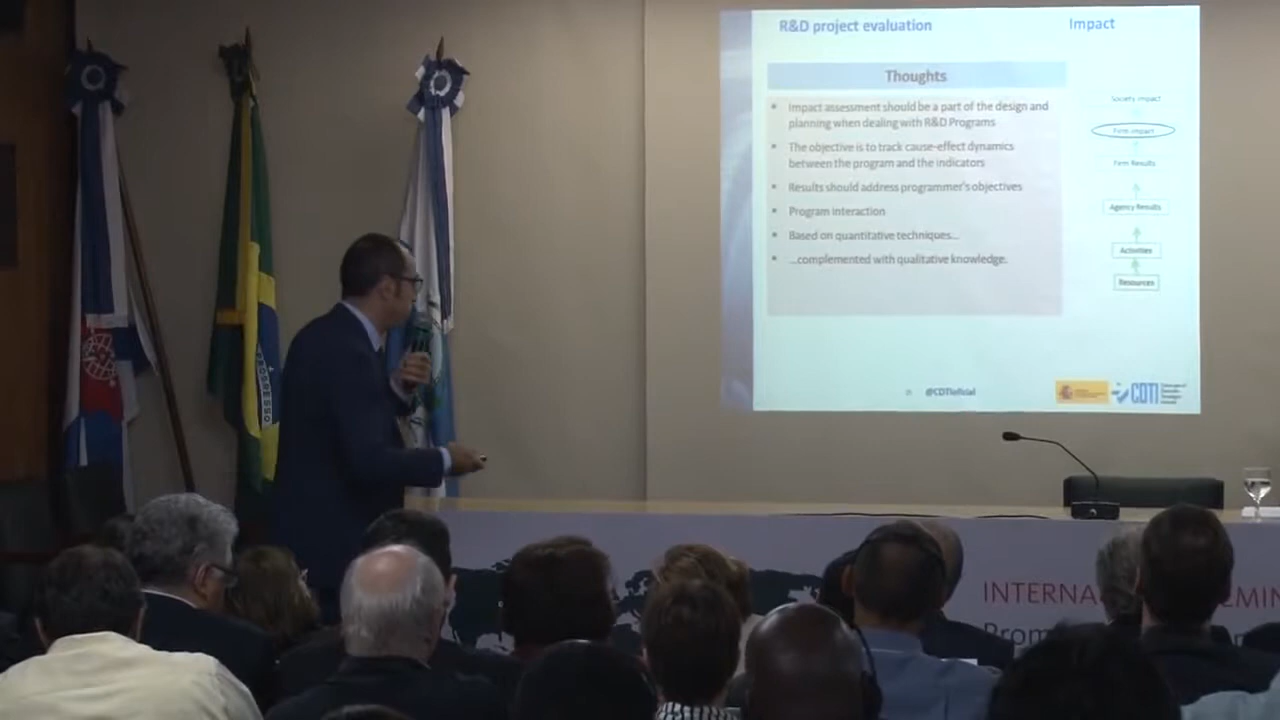 R&D project evaluation
Impact
Thoughts
Impact assessment should be a part of the design and
planning when dealing with R&D Programs
The objective is to track cause-effect dynamics
between the program and the indicators
Results should address programmer's objectives
Program interaction
Based on quantitative techniques...
...complemented with qualitative knowledge.
Society Impact
Firm Impact
Firm Results
Agency Results
Activities
Resources
@CDTIoficial
CDTI
INTERNA
EMIN
Prom